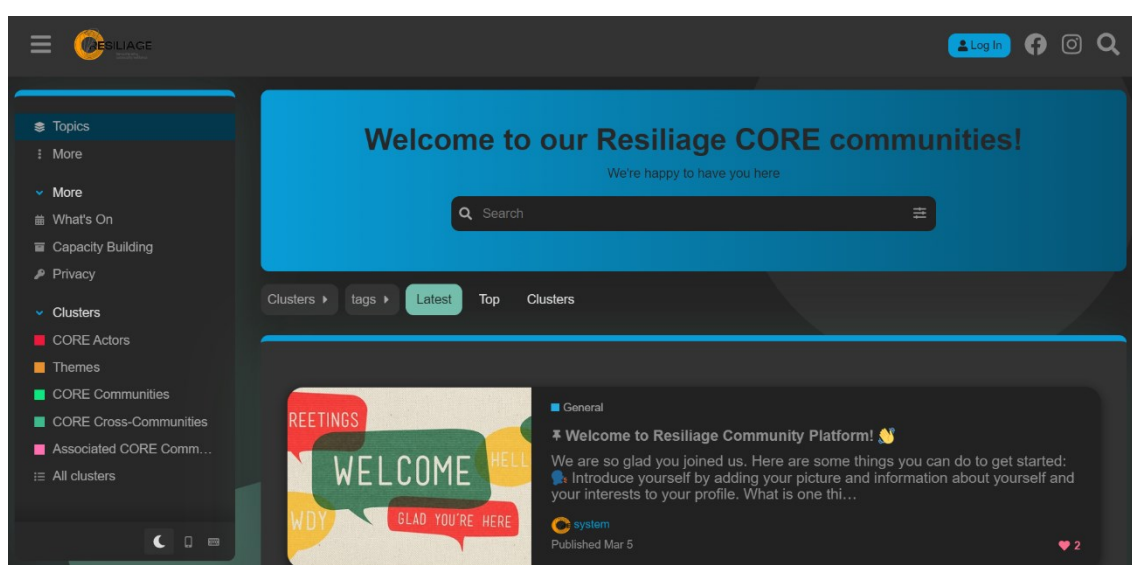 RESILIAGE
Log In
Topics
More
More
What's On
Capacity Building
Privacy
Clusters
CORE Actors
Themes
CORE Communities
CORE Cross-Communities
Associated CORE Comm...
All clusters
Welcome to our Resiliage CORE communities!
We're happy to have you here
Search
Clusters
tags
Latest
Top
Clusters
REETINGS
WELCOME
HELL
WDY
GLAD YOU'RE HERE
General
Welcome to Resiliage Community Platform! 👋
We are so glad you joined us. Here are some things you can do to get started:
🗣 Introduce yourself by adding your picture and information about yourself and
your interests to your profile. What is one thi…
system
Published Mar 5
2